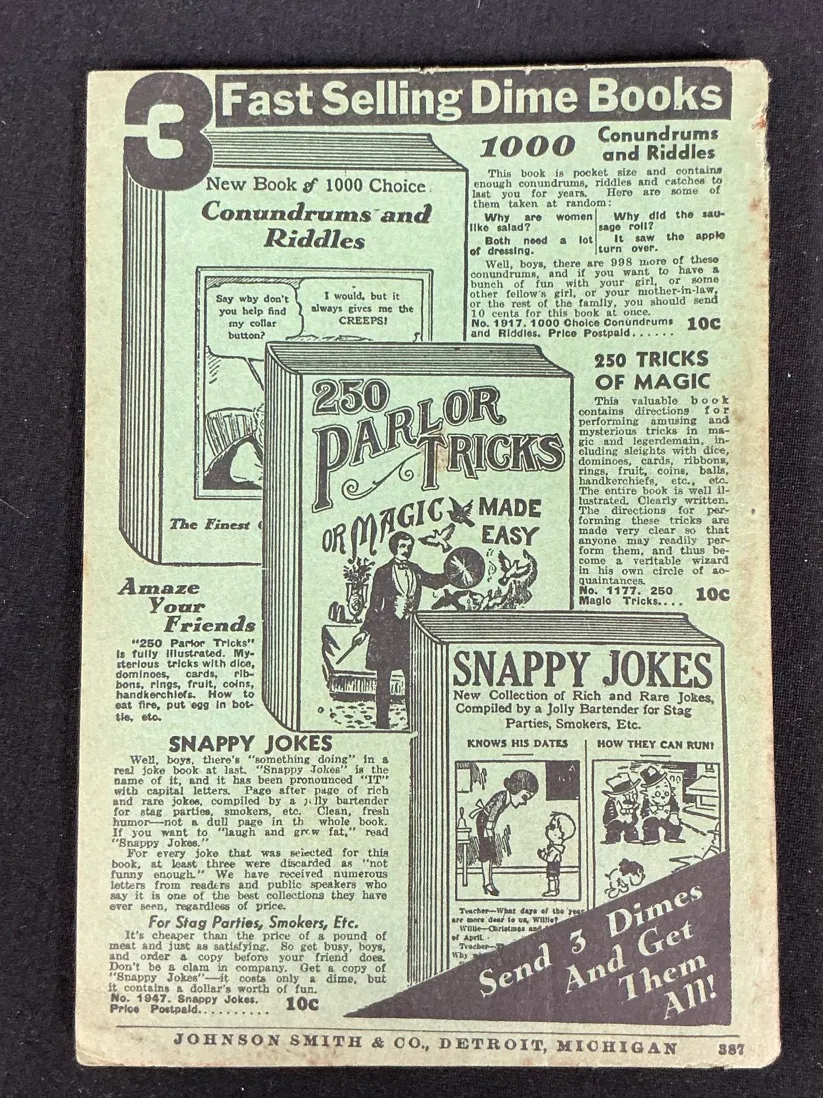 3 Fast Selling Dime Books
New Book of 1000 Choice
Conundrums and
Riddles
Say why don't
you help find
my collar
button?
I would, but it
always gives me the
CREEPS!
The Finest
1000 Conundrums
and Riddles
This book is pocket size and contains
enough conundrums, riddles and catches to
last you for years. Here are some of
them taken at random:
Why are women
like salad?
Both need a lot
of dressing.
Why did the sau-
sage roll?
It saw the apple
turn over.
Well, boys, there are 998 more of these
conundrums, and if you want to have a
bunch of fun with your girl, or some
other fellow's girl, or your mother-in-law,
or the rest of the family, you should send
10 cents for this book at once.
No. 1917. 1000 Choice Conundrums
and Riddles. Price Postpaid...... 10C
250
PARLOR
TRICKS
OR MAGIC MADE
EASY
250 TRICKS
OF MAGIC
This valuable book
contains directions for
performing amusing and
mysterious tricks in ma-
gic and legerdemain, in-
cluding sleights with dice,
dominoes, cards, ribbons,
rings, fruit, coins, balls,
handkerchiefs, etc., etc.
The entire book is well il-
lustrated. Clearly written.
The directions for per-
forming these tricks are
made very clear so that
anyone may readily per-
form them, and thus be-
come a veritable wizard
in his own circle of ac-
quaintances.
No. 1177. 250
Magic Tricks.... 10C
Amaze
Your
Friends
"250 Parlor Tricks"
is fully illustrated. My-
sterious tricks with dice,
dominoes, cards, rib-
bons, rings, fruit, coins,
handkerchiefs. How to
eat fire, put egg in bot-
tle, etc.
SNAPPY JOKES
Well, boys, there's "something doing" in a
real joke book at last. "Snappy Jokes" is the
name of it, and it has been pronounced "IT"
with capital letters. Page after page of rich
and rare jokes, compiled by a jolly bartender
for stag parties, smokers, etc. Clean, fresh
humor—not a dull page in th whole book.
If you want to "laugh and grow fat," read
"Snappy Jokes."
For every joke that was selected for this
book, at least three were discarded as "not
funny enough." We have received numerous
letters from readers and public speakers who
say it is one of the best collections they have
ever seen, regardless of price.
For Stag Parties, Smokers, Etc.
It's cheaper than the price of a pound of
meat and just as satisfying. So get busy, boys,
and order a copy before your friend does.
Don't be a clam in company. Get a copy of
"Snappy Jokes"—it costs only a dime, but
it contains a dollar's worth of fun.
No. 1947. Snappy Jokes.
Price Postpaid.......... 10C
SNAPPY JOKES
New Collection of Rich and Rare Jokes,
Compiled by a Jolly Bartender for Stag
Parties, Smokers, Etc.
KNOWS HIS DATES
HOW THEY CAN RUN!
Teacher—What days of the year
are more dear to us, Willie?
Willie—Christmas and
of April.
Teacher—
Why
Send 3 Dimes
And Get
Them
All!
JOHNSON SMITH & CO., DETROIT, MICHIGAN 387